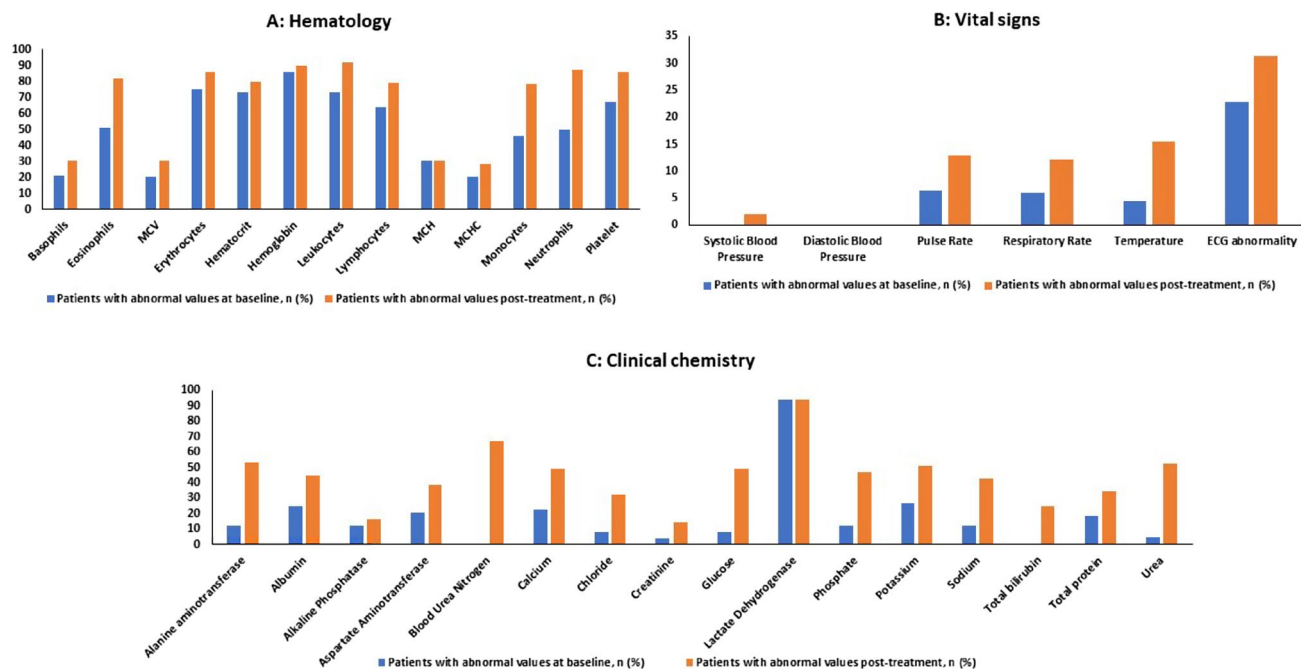 A: Hematology
100
90
80
70
60
50
40
30
20
10
0
Basophils
Eosinophils
MCV
Erythrocytes
Hematocrit
Hemoglobin
Leukocytes
Lymphocytes
MCH
MCHC
Monocytes
Neutrophils
Platelet
Patients with abnormal values at baseline, n (%) Patients with abnormal values post-treatment, n (%)
B: Vital signs
35
30
25
20
15
10
5
0
Systolic Blood
Pressure
Diastolic Blood
Pressure
Pulse Rate
Respiratory Rate
Temperature
ECG abnormality
Patients with abnormal values at baseline, n (%) Patients with abnormal values post-treatment, n (%)
C: Clinical chemistry
100
90
80
70
60
50
40
30
20
10
0
Alanine aminotransferase
Albumin
Alkaline Phosphatase
Aspartate Aminotransferase
Blood Urea Nitrogen
Calcium
Chloride
Creatinine
Glucose
Lactate Dehydrogenase
Phosphate
Potassium
Sodium
Total bilirubin
Total protein
Urea
Patients with abnormal values at baseline, n (%) Patients with abnormal values post-treatment, n (%)